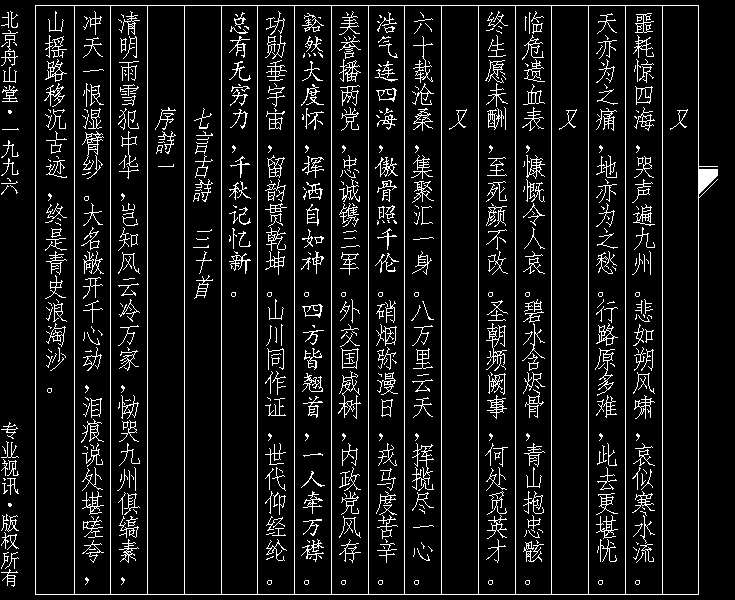 又
噩耗惊四海，哭声遍九州。悲如朔风啸，哀似寒水流。
天亦为之痛，地亦为之愁。行路原多难，此去更堪忧。
又
临危遗血表，慷慨令人哀。碧水含烬骨，青山抱忠骸。
终生愿未酬，至死颜不改。圣朝频阙事，何处觅英才。
又
六十载沧桑，集聚汇一身。八万里云天，挥揽尽一心。
浩气连四海，傲骨照千伦。硝烟弥漫日，戎马度苦辛。
美誉播两党，忠诚镌三军。外交国威树，内政党风存。
豁然大度怀，挥洒自如神。四方皆翘首，一人牵万襟。
功勋垂宇宙，留韵贯乾坤。山川同作证，世代仰经纶。
总有无穷力，千秋记忆新。
七言古詩　三十首
序詩一
清明雨雪犯中华，岂知风云冷万家，恸哭九州俱缟素，
冲天一恨湿臂纱。大名敞开千心动，泪痕说处堪嗟夸，
山摇路移沉古迹，终是青史浪淘沙。
北京舟山堂·一九九六
专业视讯·版权所有